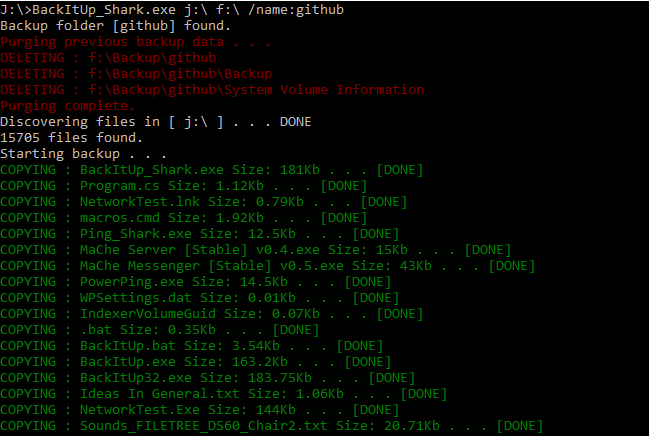 J:\>BackItUp_Shark.exe j:\ f:\ /name:github
Backup folder [github] found.
Purging previous backup data . . .
DELETING : f:\Backup\github
DELETING : f:\Backup\github\Backup
DELETING : f:\Backup\github\System Volume Information
Purging complete.
Discovering files in [ j:\ ] . . . DONE
15705 files found.
Starting backup . . .
COPYING : BackItUp_Shark.exe Size: 181Kb . . . [DONE]
COPYING : Program.cs Size: 1.12Kb . . . [DONE]
COPYING : NetworkTest.lnk Size: 0.79Kb . . . [DONE]
COPYING : macros.cmd Size: 1.92Kb . . . [DONE]
COPYING : Ping_Shark.exe Size: 12.5Kb . . . [DONE]
COPYING : MaChe Server [Stable] v0.4.exe Size: 15Kb . . . [DONE]
COPYING : MaChe Messenger [Stable] v0.5.exe Size: 43Kb . . . [DONE]
COPYING : PowerPing.exe Size: 14.5Kb . . . [DONE]
COPYING : WPSettings.dat Size: 0.01Kb . . . [DONE]
COPYING : IndexerVolumeGuid Size: 0.07Kb . . . [DONE]
COPYING : .bat Size: 0.35Kb . . . [DONE]
COPYING : BackItUp.bat Size: 3.54Kb . . . [DONE]
COPYING : BackItUp.exe Size: 163.2Kb . . . [DONE]
COPYING : BackItUp32.exe Size: 183.75Kb . . . [DONE]
COPYING : Ideas In General.txt Size: 1.06Kb . . . [DONE]
COPYING : NetworkTest.Exe Size: 144Kb . . . [DONE]
COPYING : Sounds_FILETREE_DS60_Chair2.txt Size: 20.71Kb . . . [DONE]